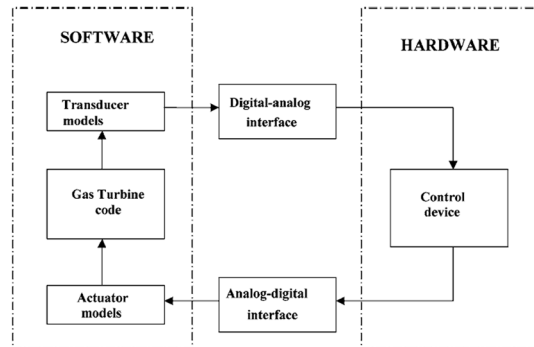 SOFTWARE
HARDWARE
Transducer
models
Digital-analog
interface
Gas Turbine
code
Control
device
Actuator
models
Analog-digital
interface